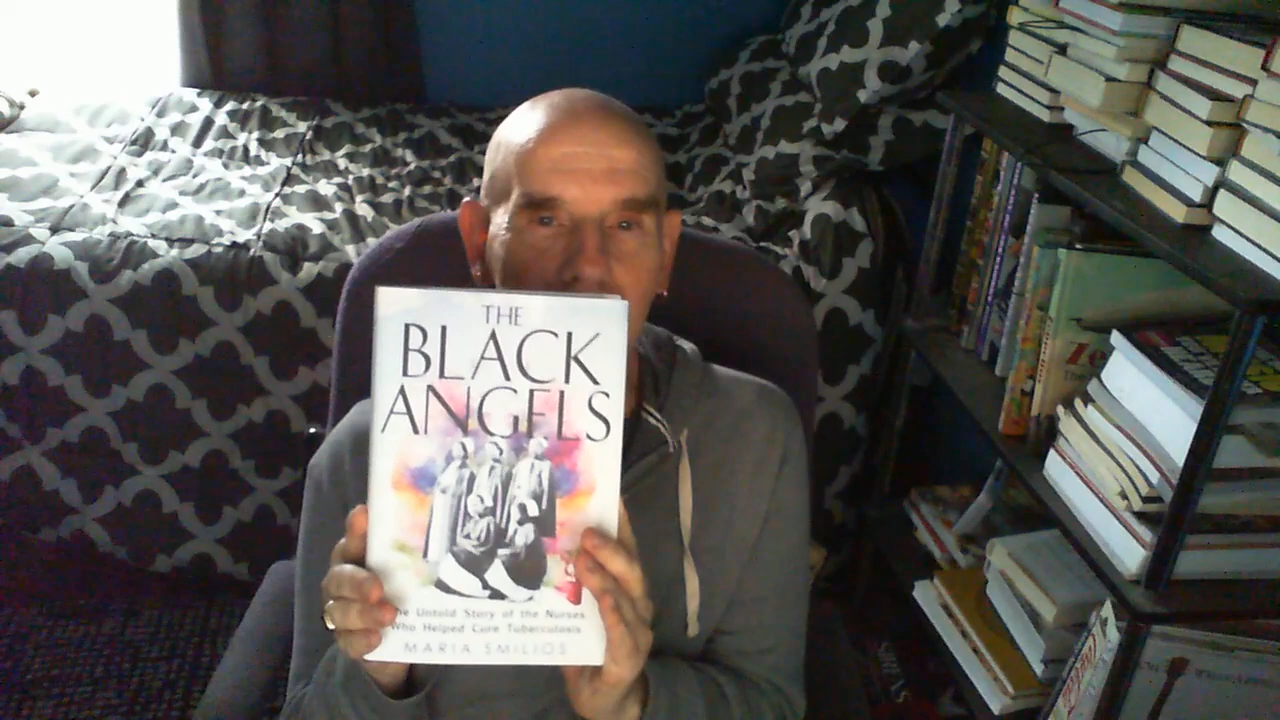 THE
BLACK
ANGELS
The Untold Story of the Nurses
Who Helped Cure Tuberculosis
MARIA SMILIOS